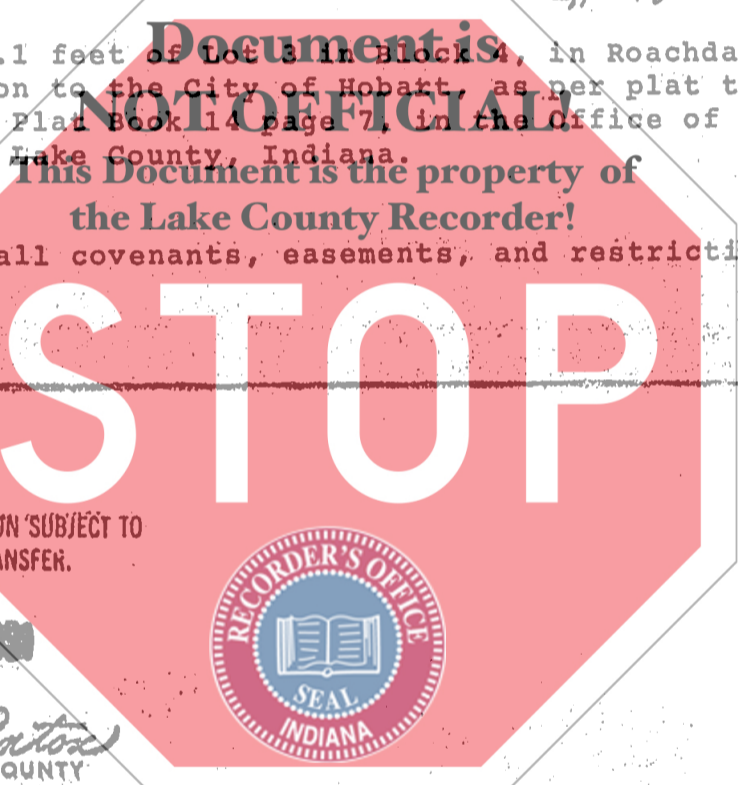 Document is
.1 feet of Lot 3 in Block 4, in Roachda
on to the City of Hobart, as per plat t
NOT OFFICIAL!
Plat Book 14 page 7, in the Office of
Lake County, Indiana.
This Document is the property of
the Lake County Recorder!
all covenants, easements, and restricti
STOP
ON SUBJECT TO
ANSFER.
RECORDER'S OFFICE
SEAL
INDIANA
OUNTY